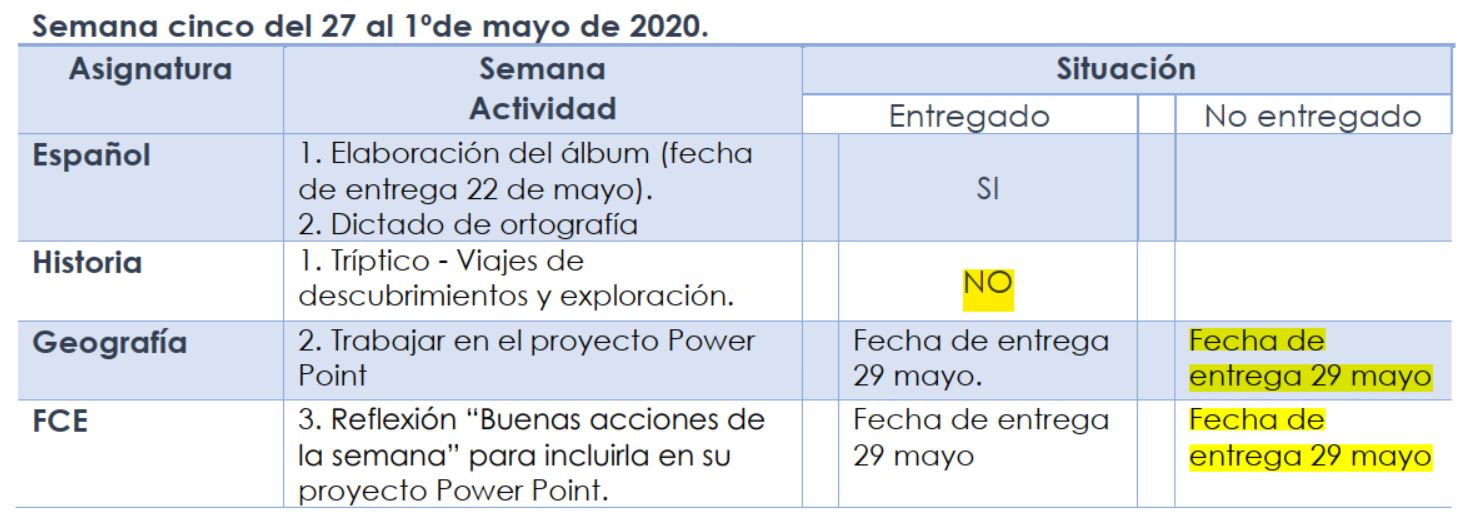 Semana cinco del 27 al 1ºde mayo de 2020.
Asignatura
Semana
Actividad
Situación
Entregado
No entregado
Español
1. Elaboración del álbum (fecha
de entrega 22 de mayo).
2. Dictado de ortografía
SI
Historia
1. Tríptico - Viajes de
descubrimientos y exploración.
NO
Geografía
2. Trabajar en el proyecto Power
Point
Fecha de entrega
29 mayo.
Fecha de
entrega 29 mayo
FCE
3. Reflexión “Buenas acciones de
la semana” para incluirla en su
proyecto Power Point.
Fecha de entrega
29 mayo
Fecha de
entrega 29 mayo